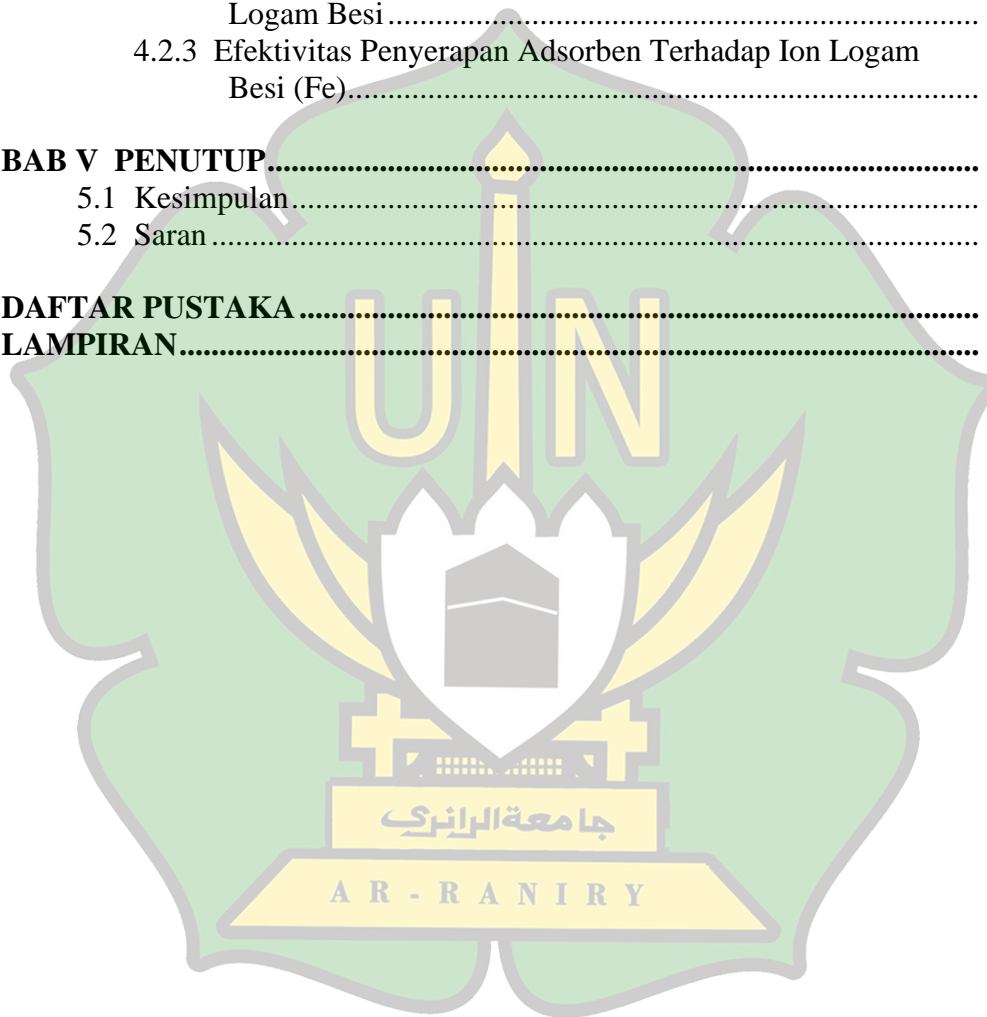 Logam Besi........................................................................
4.2.3 Efektivitas Penyerapan Adsorben Terhadap Ion Logam
Besi (Fe)............................................................................
BAB V PENUTUP......................................................................................
5.1 Kesimpulan...................................................................................
5.2 Saran.............................................................................................
DAFTAR PUSTAKA..................................................................................
LAMPIRAN.................................................................................................
UIN
جامعة الرانري
AR-RANIRY